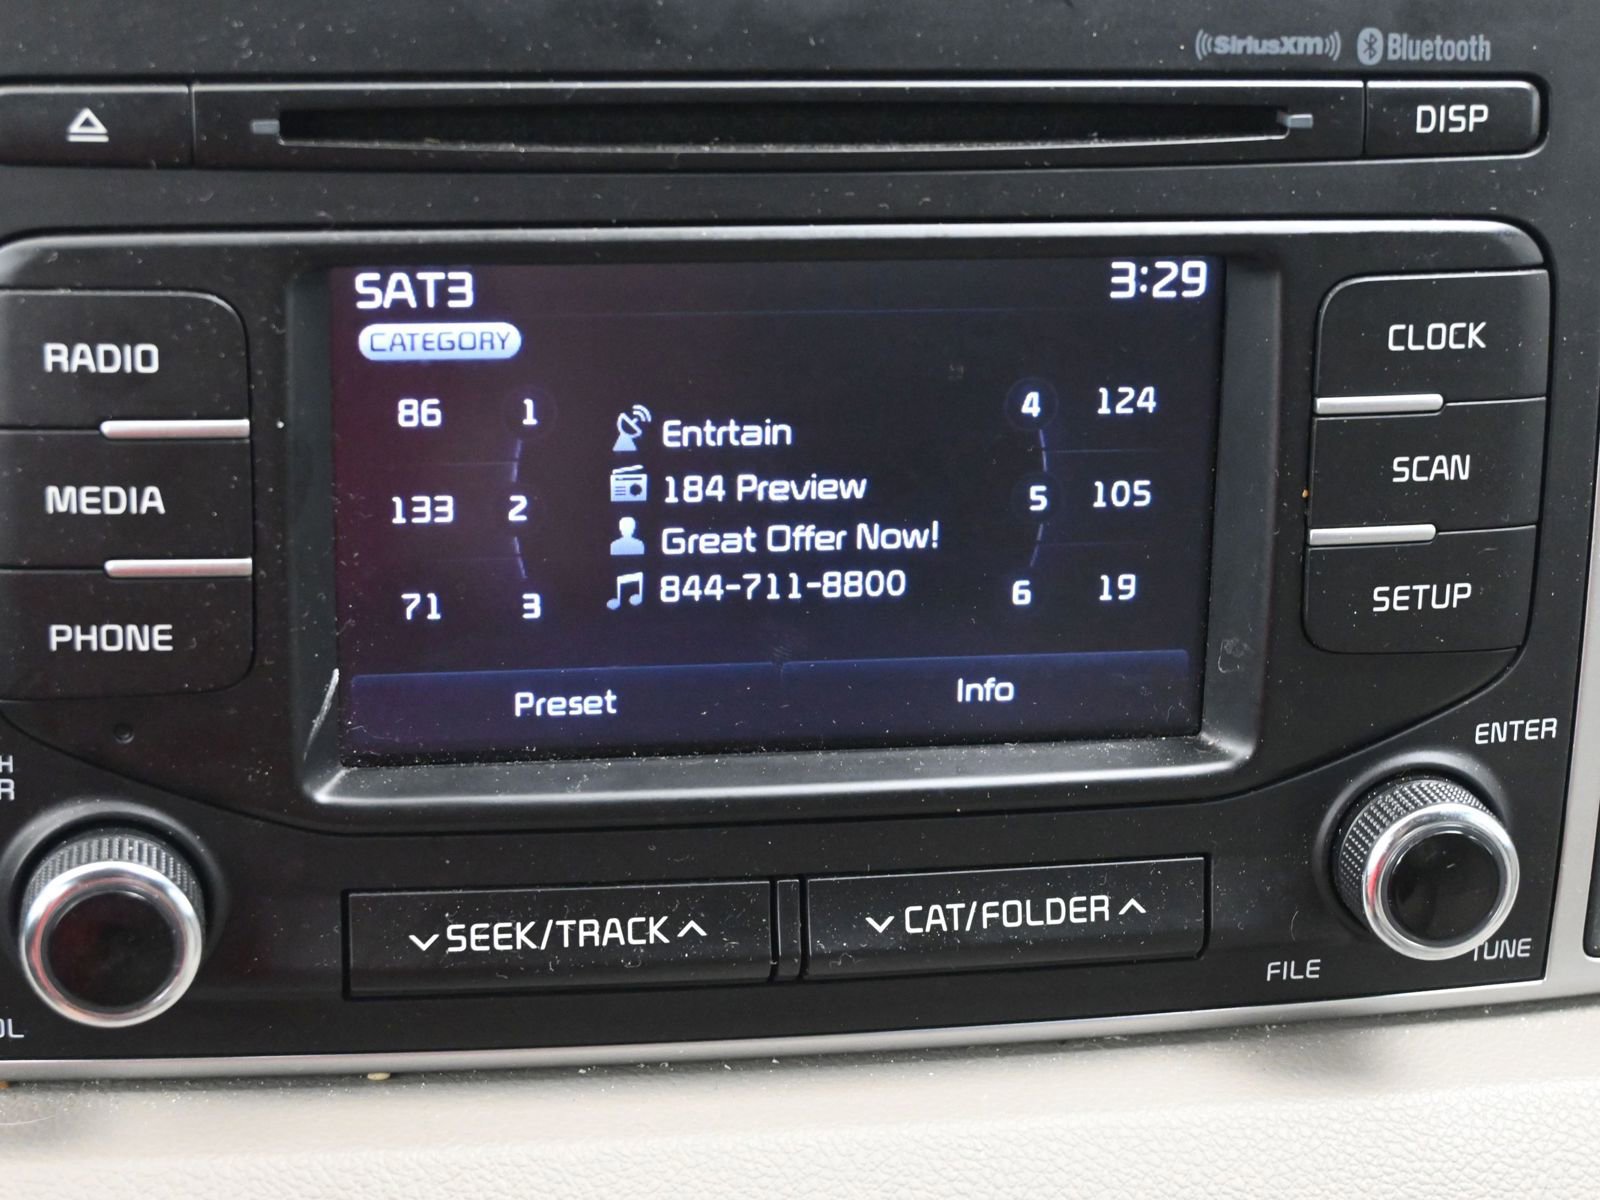 SiriusXM Bluetooth
DISP
SAT3 3:29
CATEGORY
RADIO
MEDIA
PHONE
86 1
133 2
71 3
Entrtain
184 Preview
Great Offer Now!
844-711-8800
4 124
5 105
6 19
Preset Info
CLOCK
SCAN
SETUP
ENTER
SEEK/TRACK
CAT/FOLDER
FILE
TUNE